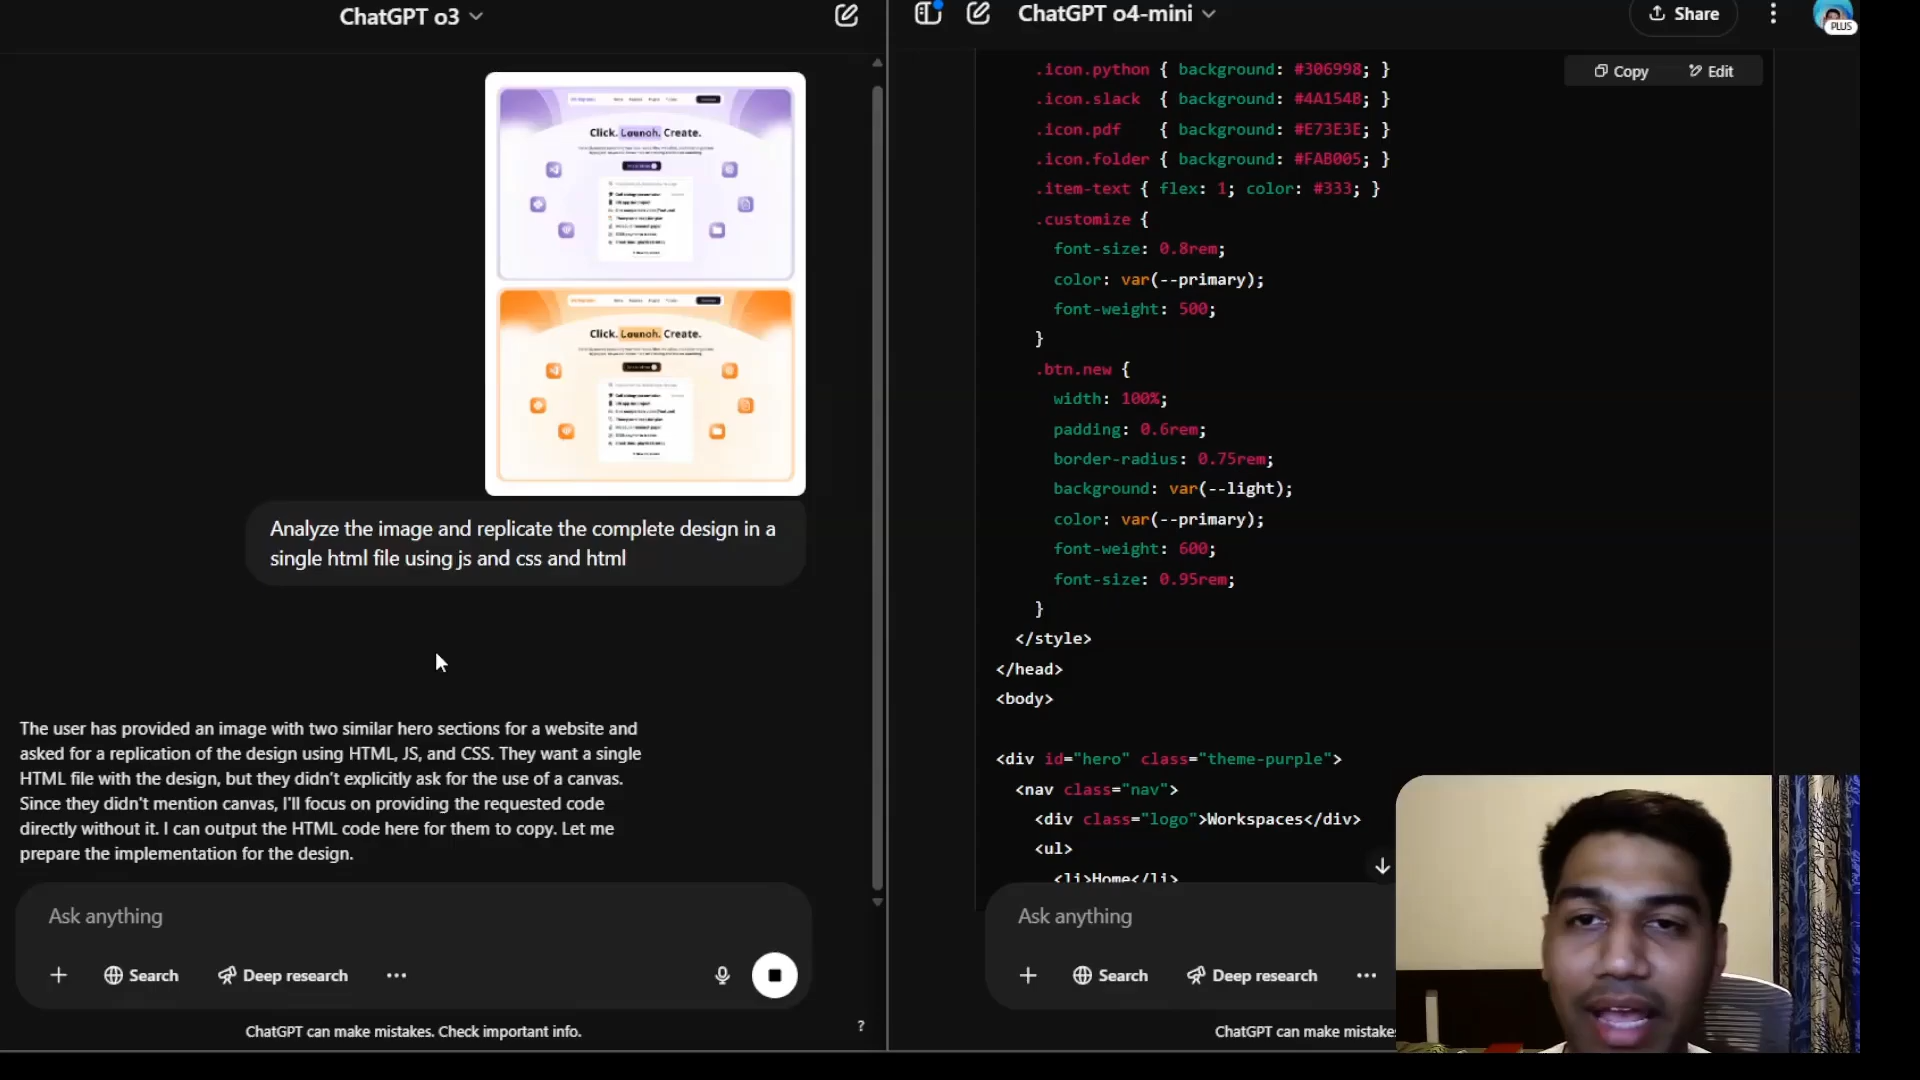 ChatGPT o3
Click. Launch. Create.
Click. Launch. Create.
Analyze the image and replicate the complete design in a
single html file using js and css and html
The user has provided an image with two similar hero sections for a website and
asked for a replication of the design using HTML, JS, and CSS. They want a single
HTML file with the design, but they didn't explicitly ask for the use of a canvas.
Since they didn't mention canvas, I'll focus on providing the requested code
directly without it. I can output the HTML code here for them to copy. Let me
prepare the implementation for the design.
Ask anything
Search
Deep research
ChatGPT can make mistakes. Check important info.
?
ChatGPT o4-mini
Share
PLUS
Copy
Edit
.icon.python { background: #306998; }
.icon.slack { background: #4A154B; }
.icon.pdf { background: #E73E3E; }
.icon.folder { background: #FAB005; }
.item-text { flex: 1; color: #333; }
.customize {
font-size: 0.8rem;
color: var(--primary);
font-weight: 500;
}
.btn.new {
width: 100%;
padding: 0.6rem;
border-radius: 0.75rem;
background: var(--light);
color: var(--primary);
font-weight: 600;
font-size: 0.95rem;
}
</style>
</head>
<body>
<div id="hero" class="theme-purple">
<nav class="nav">
<div class="logo">Workspaces</div>
<ul>
<li>Home</li>
Ask anything
Search
Deep research
ChatGPT can make mistakes